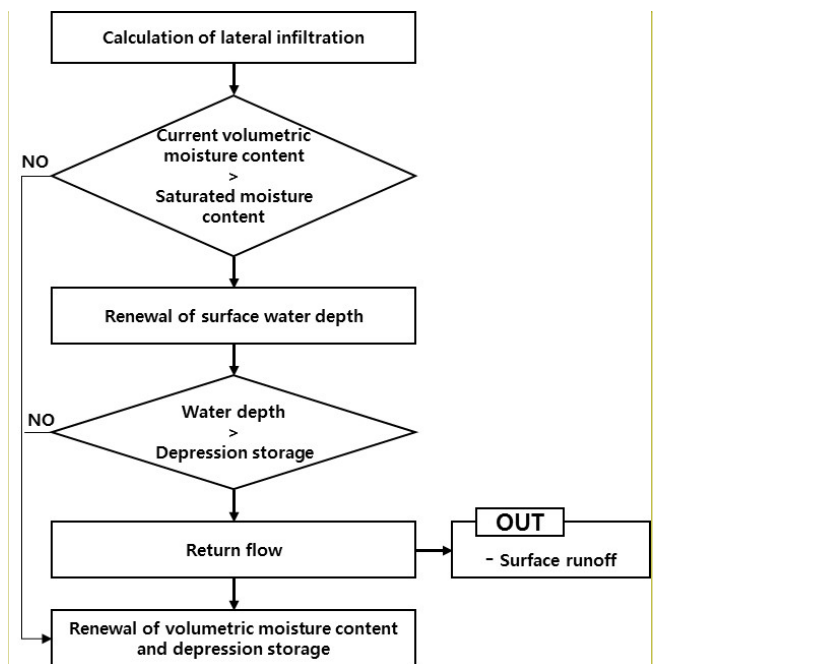 Calculation of lateral infiltration
Current volumetric
moisture content
>
Saturated moisture
content
NO
Renewal of surface water depth
Water depth
>
Depression storage
NO
Return flow
OUT
- Surface runoff
Renewal of volumetric moisture content
and depression storage